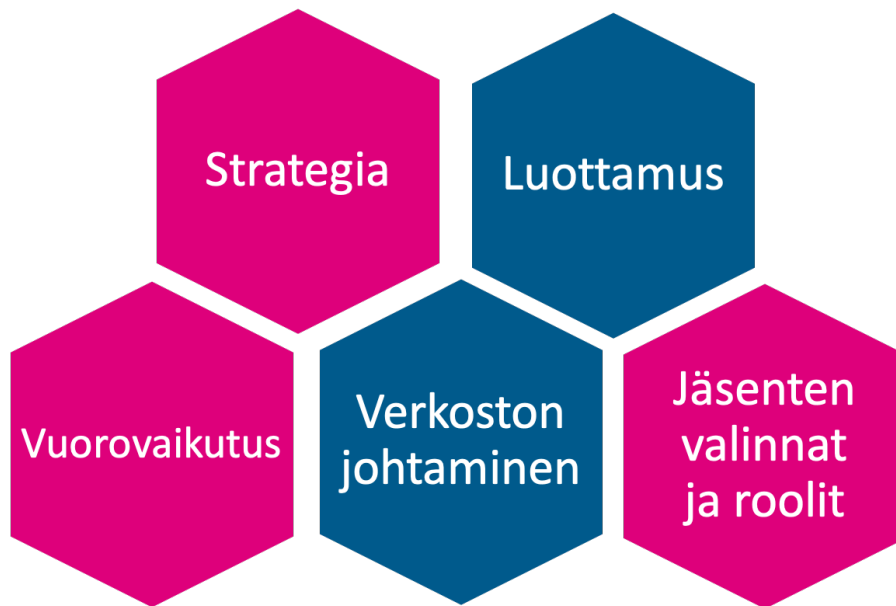 Strategia
Luottamus
Vuorovaikutus
Verkoston
johtaminen
Jäsenten
valinnat
ja roolit